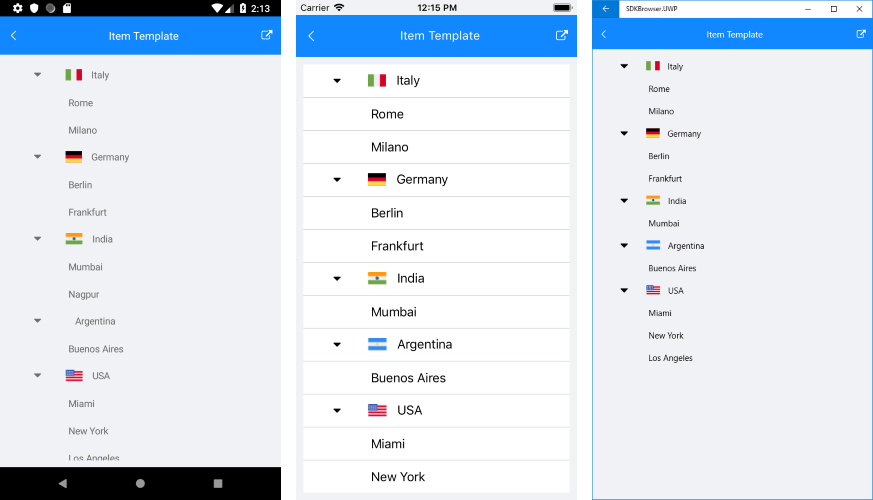 2:13
Item Template
Italy
Rome
Milano
Germany
Berlin
Frankfurt
India
Mumbai
Nagpur
Argentina
Buenos Aires
USA
Miami
New York
Los Angeles
Carrier 12:15 PM
Item Template
Italy
Rome
Milano
Germany
Berlin
Frankfurt
India
Mumbai
Argentina
Buenos Aires
USA
Miami
New York
SDKBrowser.UWP
Item Template
Italy
Rome
Milano
Germany
Berlin
Frankfurt
India
Mumbai
Argentina
Buenos Aires
USA
Miami
New York
Los Angeles